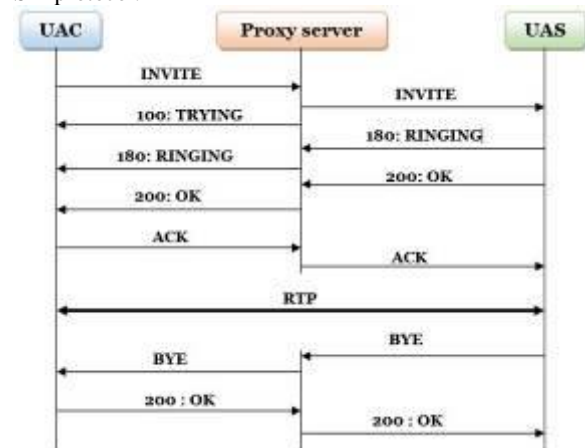 UAC Proxy server UAS
INVITE
INVITE
100: TRYING
180: RINGING
180: RINGING
200: OK
200: OK
ACK
ACK
RTP
BYE
BYE
200 : OK
200 : OK